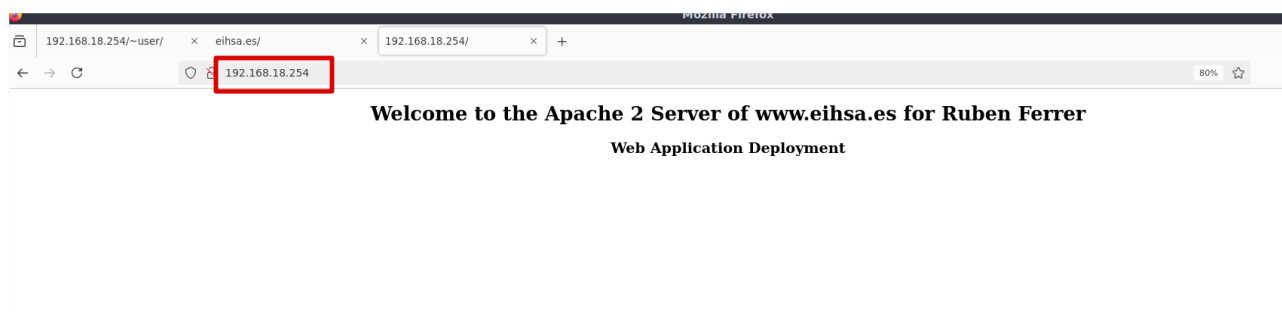 Mozilla Firefox
192.168.18.254/~user/ × eihsa.es/ × 192.168.18.254/ × +
192.168.18.254 80%
Welcome to the Apache 2 Server of www.eihsa.es for Ruben Ferrer
Web Application Deployment